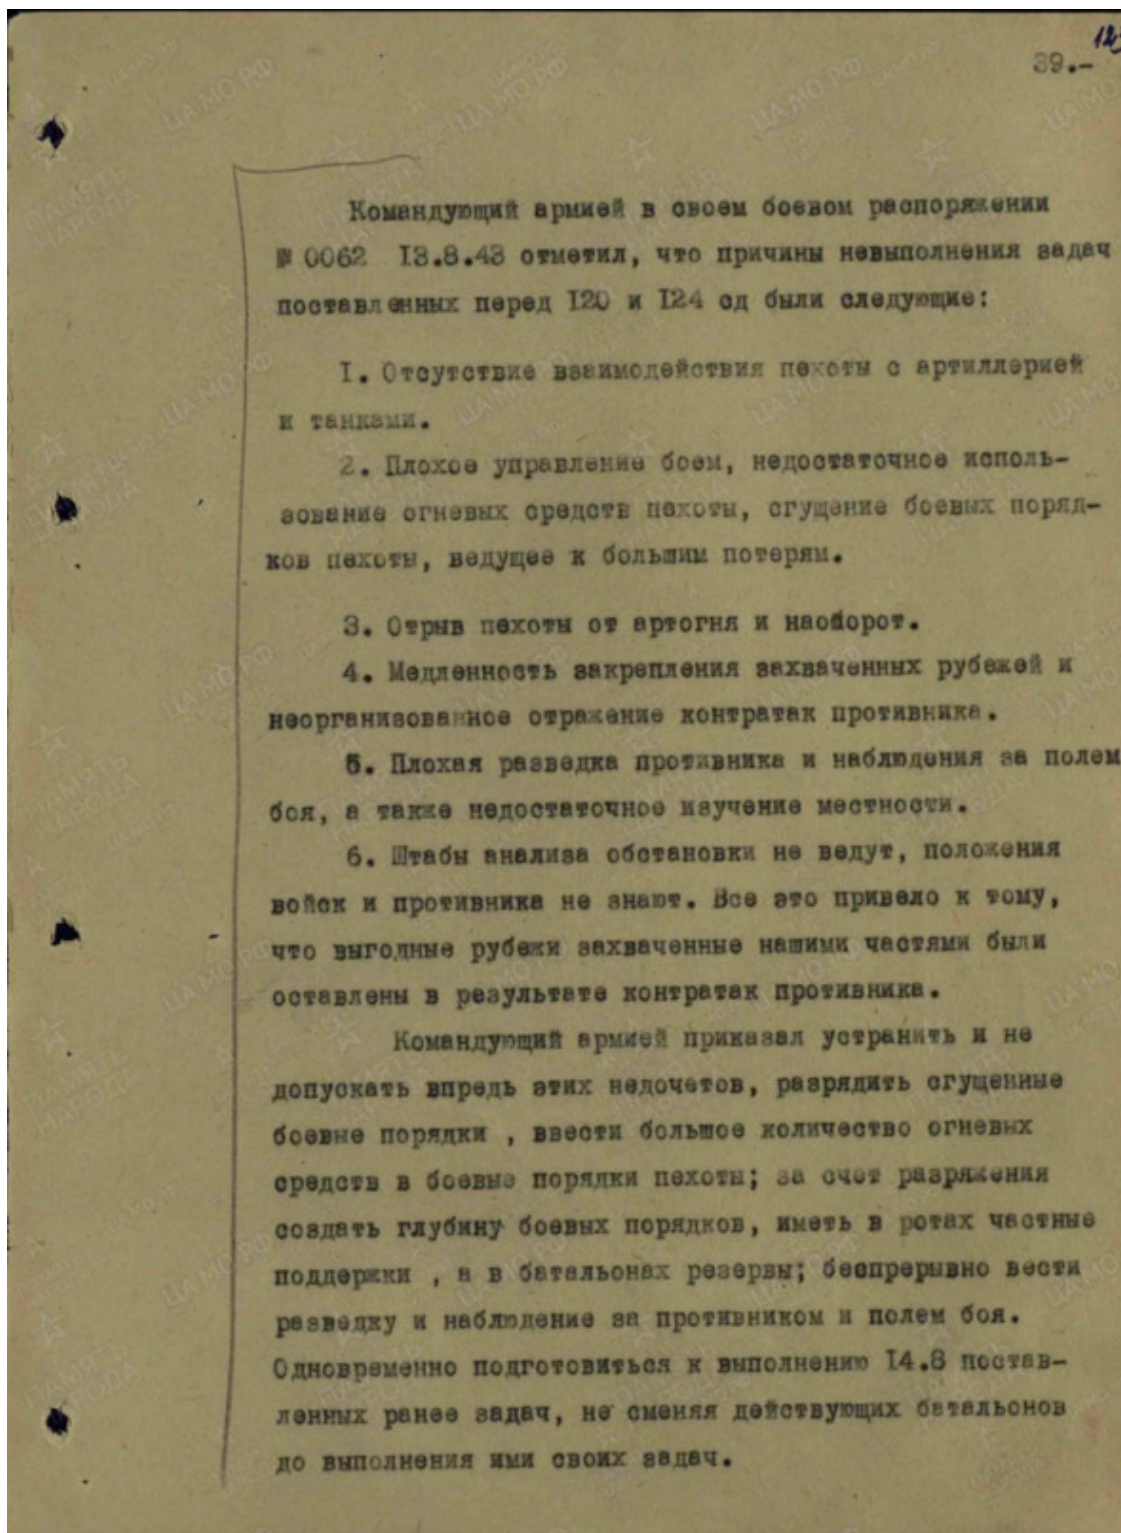 39.-
Командующий армией в своем боевом распоряжении
№ 0062 13.8.43 отметил, что причины невыполнения задач
поставленных перед 120 и 124 сд были следующие:
1. Отсутствие взаимодействия пехоты с артиллерией
и танками.
2. Плохое управление боем, недостаточное исполь-
зование огневых средств пехоты, сгущение боевых поряд-
ков пехоты, ведущее к большим потерям.
3. Отрыв пехоты от артогня и наоборот.
4. Медленность закрепления захваченных рубежей и
неорганизованное отражение контратак противника.
5. Плохая разведка противника и наблюдения за полем
боя, а также недостаточное изучение местности.
6. Штабы анализа обстановки не ведут, положения
войск и противника не знают. Все это привело к тому,
что выгодные рубежи захваченные нашими частями были
оставлены в результате контратак противника.
Командующий армией приказал устранить и не
допускать впредь этих недочетов, разрядить сгущенные
боевые порядки , ввести большое количество огневых
средств в боевые порядки пехоты; за счет разряжения
создать глубину боевых порядков, иметь в ротах частные
поддержки , а в батальонах резервы; беспрерывно вести
разведку и наблюдение за противником и полем боя.
Одновременно подготовиться к выполнению 14.8 постав-
ленных ранее задач, не сменяя действующих батальонов
до выполнения ими своих задач.